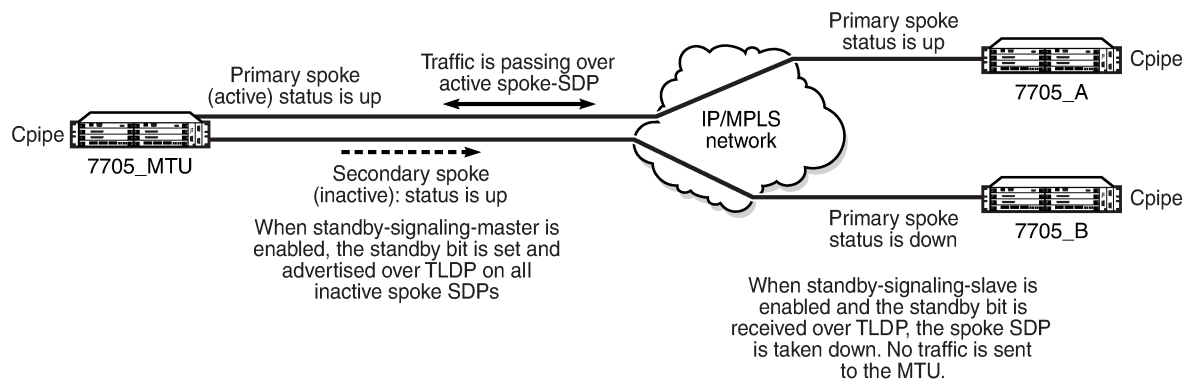 Primary spoke
(active) status is up
Traffic is passing over
active spoke-SDP
Primary spoke
status is up
Cpipe
7705_A
Cpipe
7705_MTU
IP/MPLS
network
Secondary spoke
(inactive): status is up
When standby-signaling-master is
enabled, the standby bit is set and
advertised over TLDP on all
inactive spoke SDPs
Cpipe
7705_B
Primary spoke
status is down
When standby-signaling-slave is
enabled and the standby bit is
received over TLDP, the spoke SDP
is taken down. No traffic is sent
to the MTU.